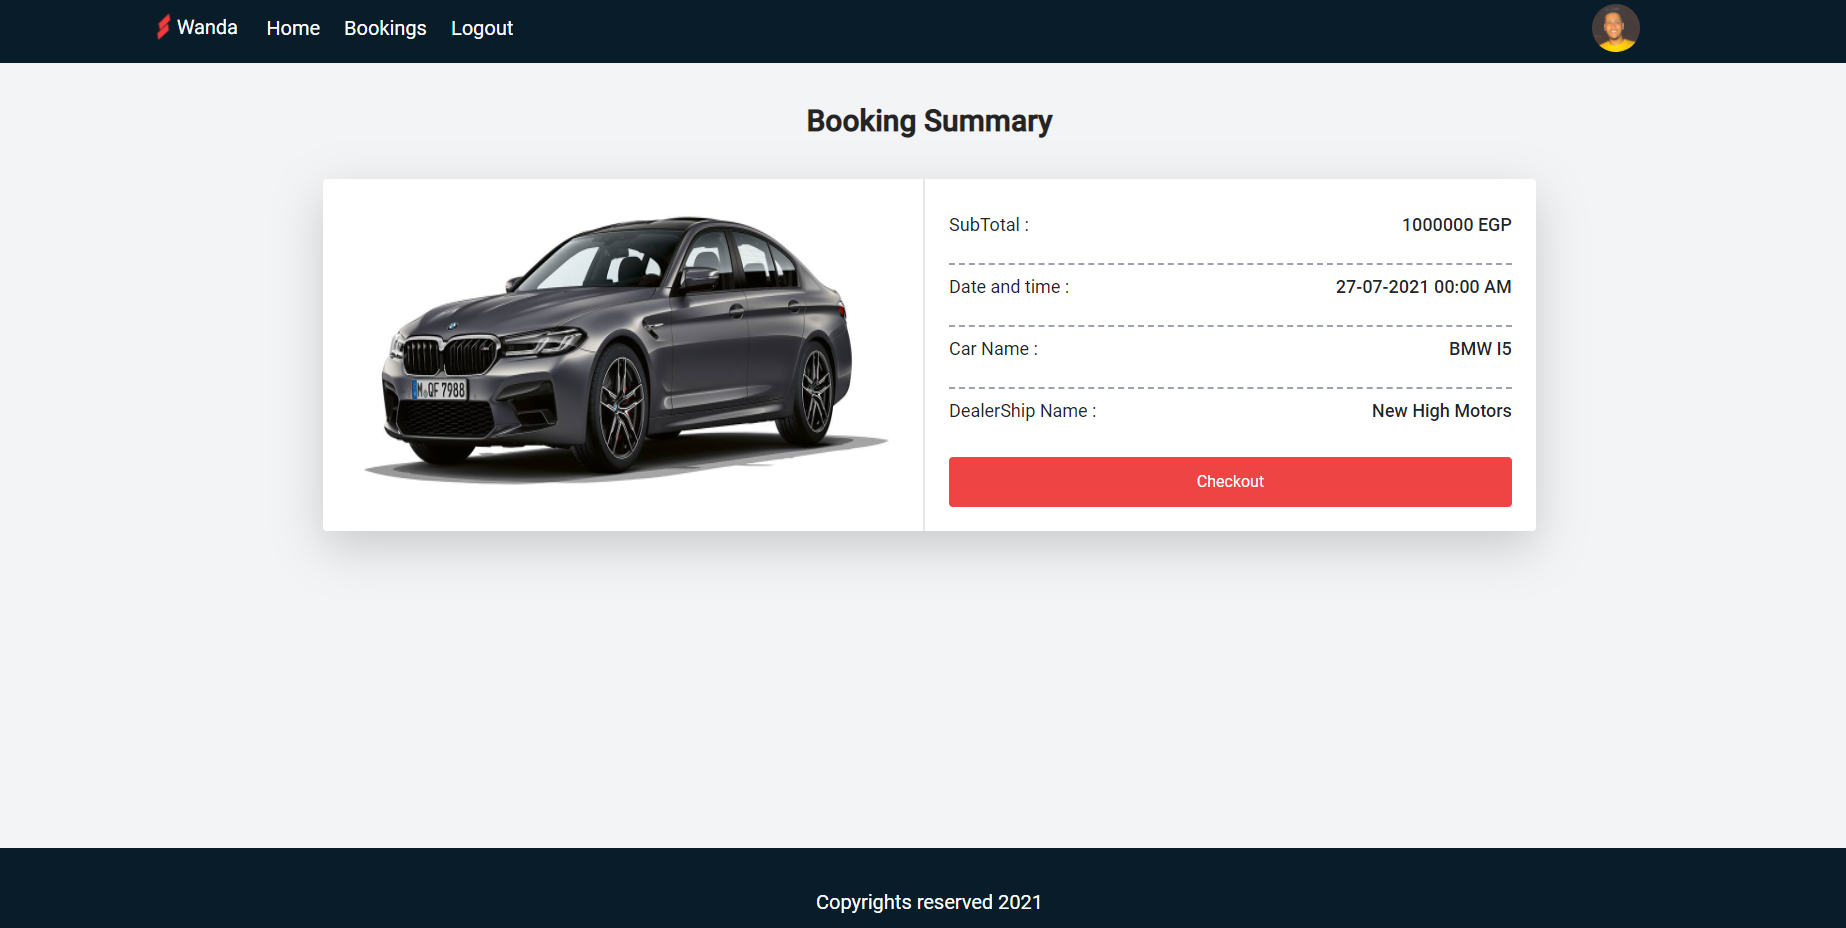 Wanda Home Bookings Logout
Booking Summary
SubTotal : 1000000 EGP
Date and time : 27-07-2021 00:00 AM
Car Name : BMW I5
DealerShip Name : New High Motors
Checkout
M QF 7988
Copyrights reserved 2021